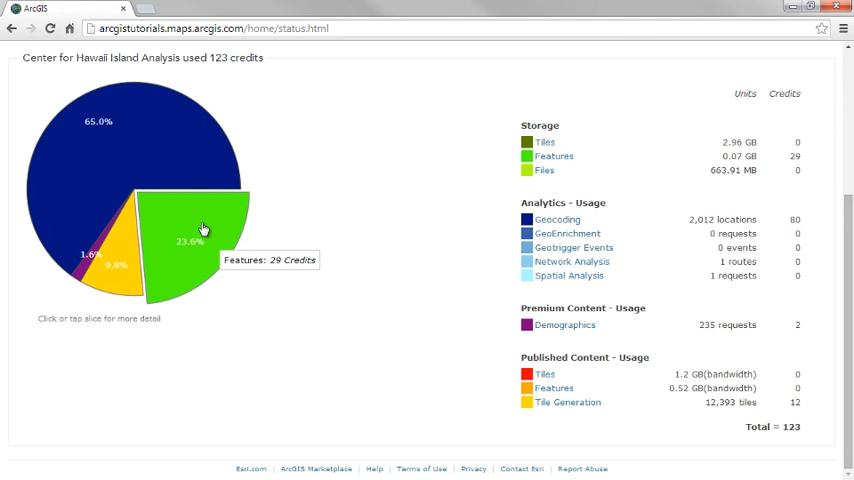 ArcGIS
arcgistutorials.maps.arcgis.com/home/status.html
Center for Hawaii Island Analysis used 123 credits
65.0%
23.6%
1.6%
9.8%
Features: 29 Credits
Click or tap slice for more detail
Units Credits
Storage
Tiles 2.96 GB 0
Features 0.07 GB 29
Files 663.91 MB 0
Analytics - Usage
Geocoding 2,012 locations 80
GeoEnrichment 0 requests 0
Geotrigger Events 0 events 0
Network Analysis 1 routes 0
Spatial Analysis 1 requests 0
Premium Content - Usage
Demographics 235 requests 2
Published Content - Usage
Tiles 1.2 GB(bandwidth) 0
Features 0.52 GB(bandwidth) 0
Tile Generation 12,393 tiles 12
Total = 123
Esri.com | ArcGIS Marketplace | Help | Terms of Use | Privacy | Contact Esri | Report Abuse